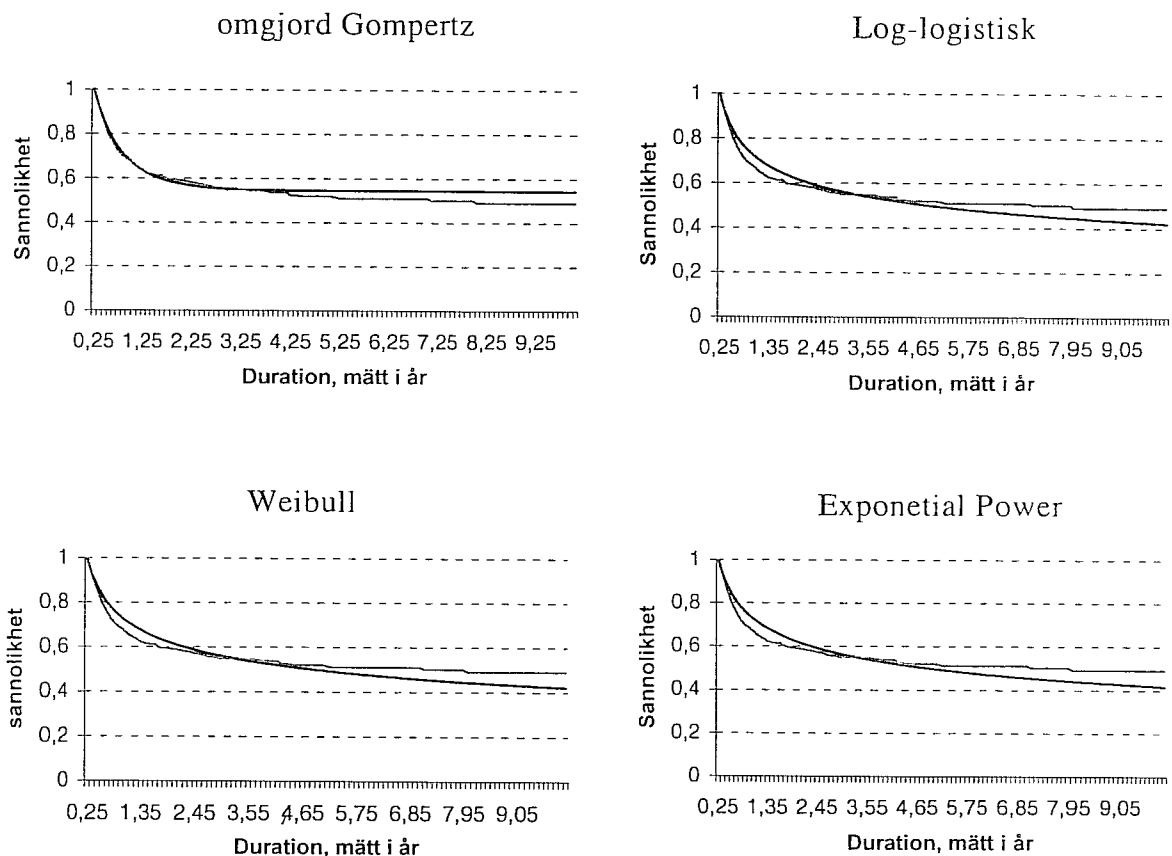 omgjord Gompertz
1
0,8
0,6
0,4
0,2
0
Sannolikhet
0,25 1,25 2,25 3,25 4,25 5,25 6,25 7,25 8,25 9,25
Duration, mätt i år
Log-logistisk
1
0,8
0,6
0,4
0,2
0
Sannolikhet
0,25 1,35 2,45 3,55 4,65 5,75 6,85 7,95 9,05
Duration, mätt i år
Weibull
1
0,8
0,6
0,4
0,2
0
sannolikhet
0,25 1,35 2,45 3,55 4,65 5,75 6,85 7,95 9,05
Duration, mätt i år
Exponetial Power
1
0,8
0,6
0,4
0,2
0
Sannolikhet
0,25 1,35 2,45 3,55 4,65 5,75 6,85 7,95 9,05
Duration, mätt i år